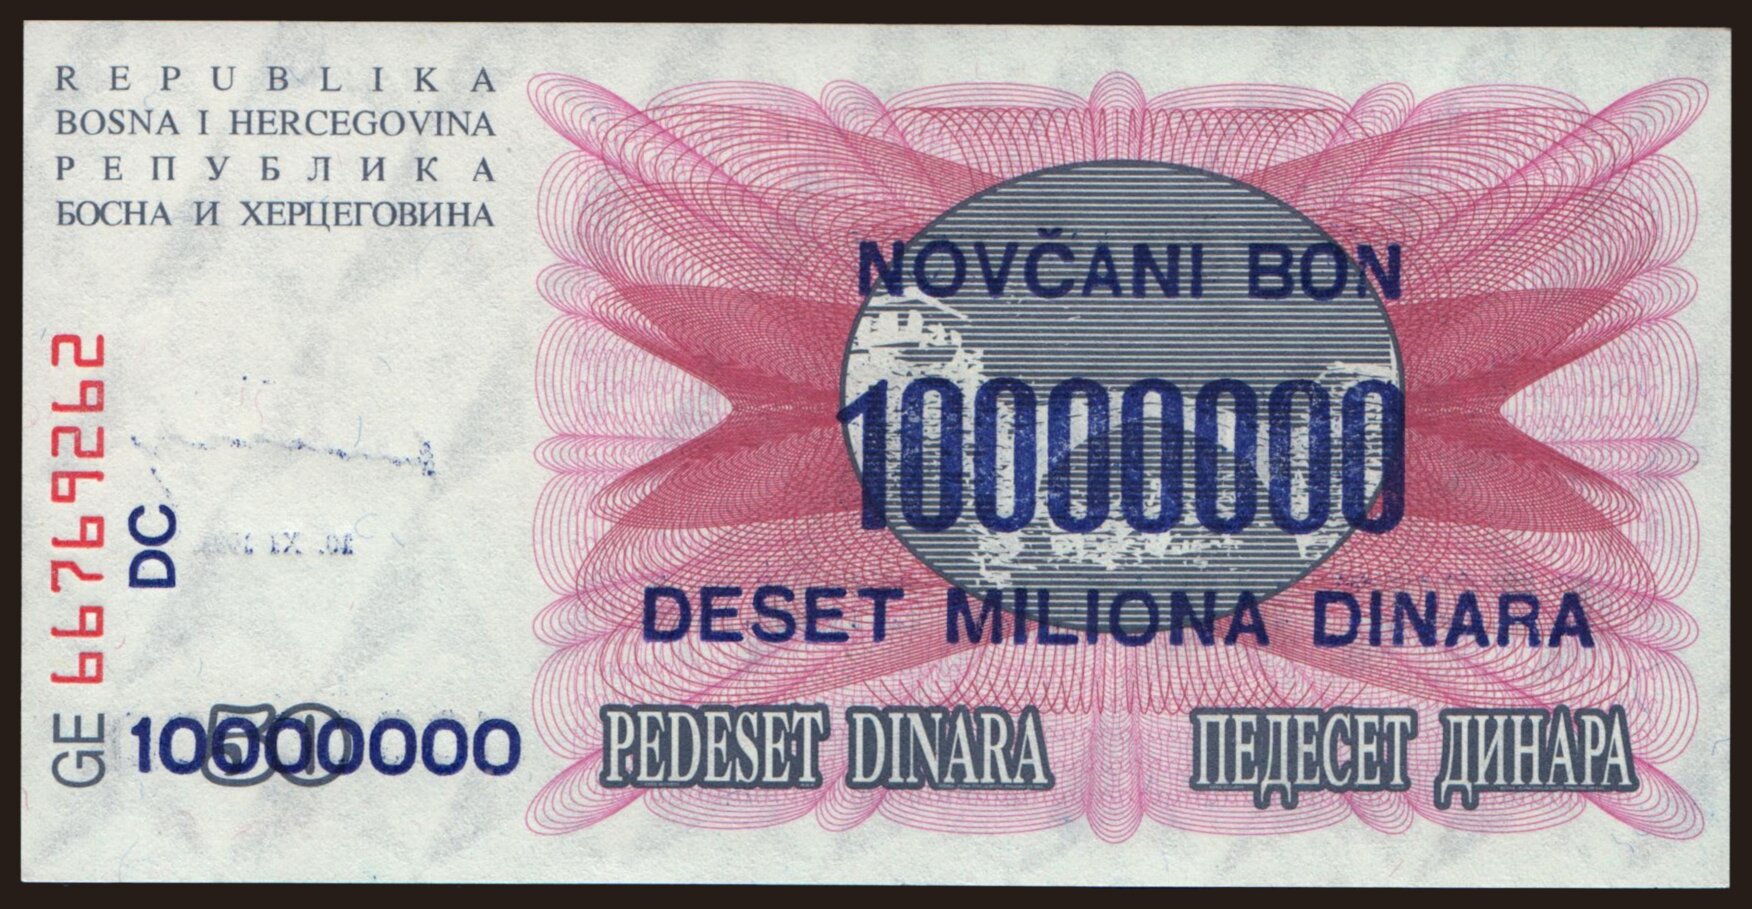 REPUBLIKA
BOSNA I HERCEGOVINA
РЕПУБЛИКА
БОСНА И ХЕРЦЕГОВИНА
NOVČANI BON
10000000
DESET MILIONA DINARA
PEDESET DINARA
ПЕДЕСЕТ ДИНАРА
GE 66769262
DC
50
10000000